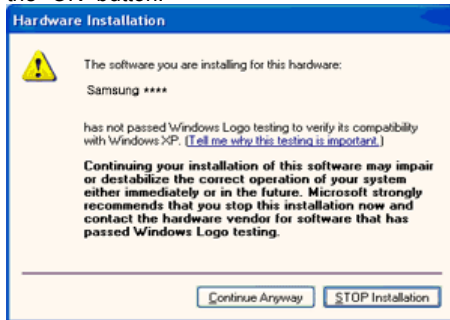 the "OK" button.
Hardware Installation
The software you are installing for this hardware:
Samsung ****
has not passed Windows Logo testing to verify its compatibility
with Windows XP. (Tell me why this testing is important.)
Continuing your installation of this software may impair
or destabilize the correct operation of your system
either immediately or in the future. Microsoft strongly
recommends that you stop this installation now and
contact the hardware vendor for software that has
passed Windows Logo testing.
Continue Anyway STOP Installation